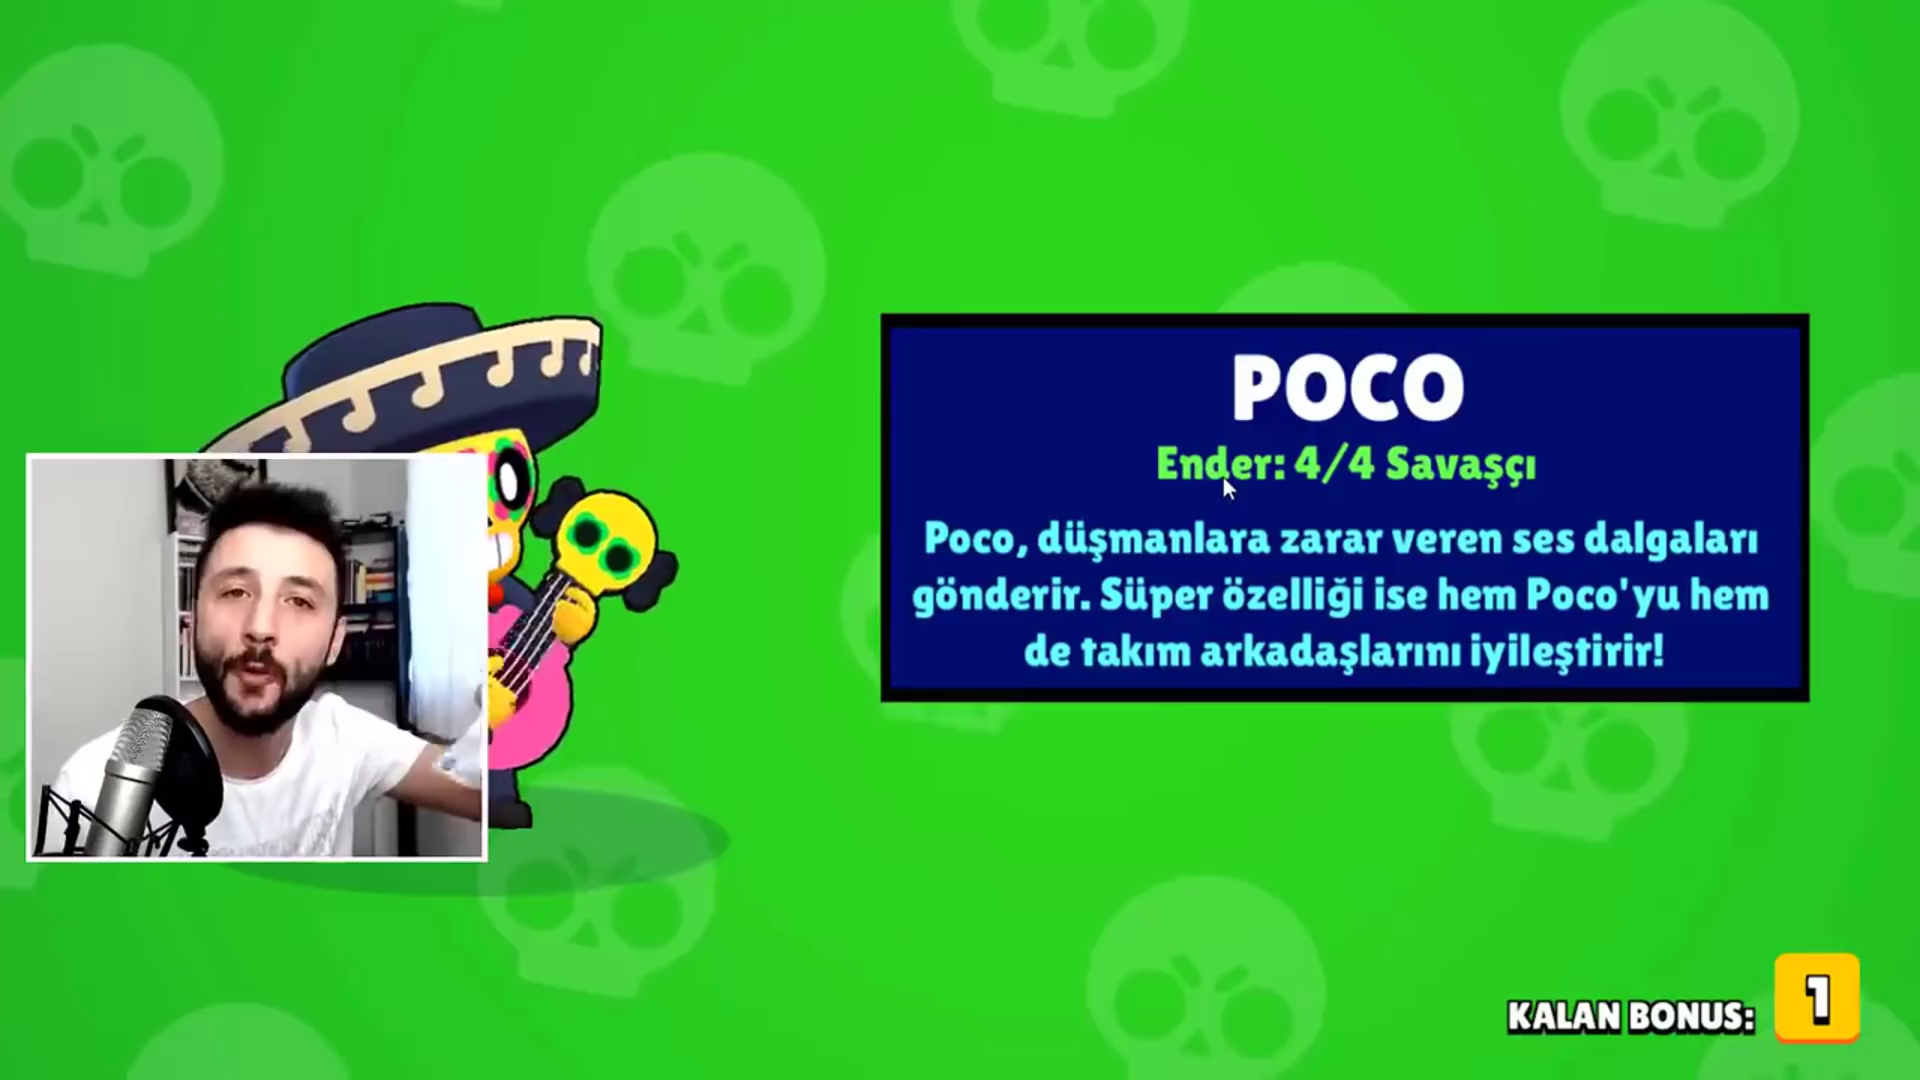 POCO
Ender: 4/4 Savaşçı
Poco, düşmanlara zarar veren ses dalgaları
gönderir. Süper özelliği ise hem Poco'yu hem
de takım arkadaşlarını iyileştirir!
KALAN BONUS: 1